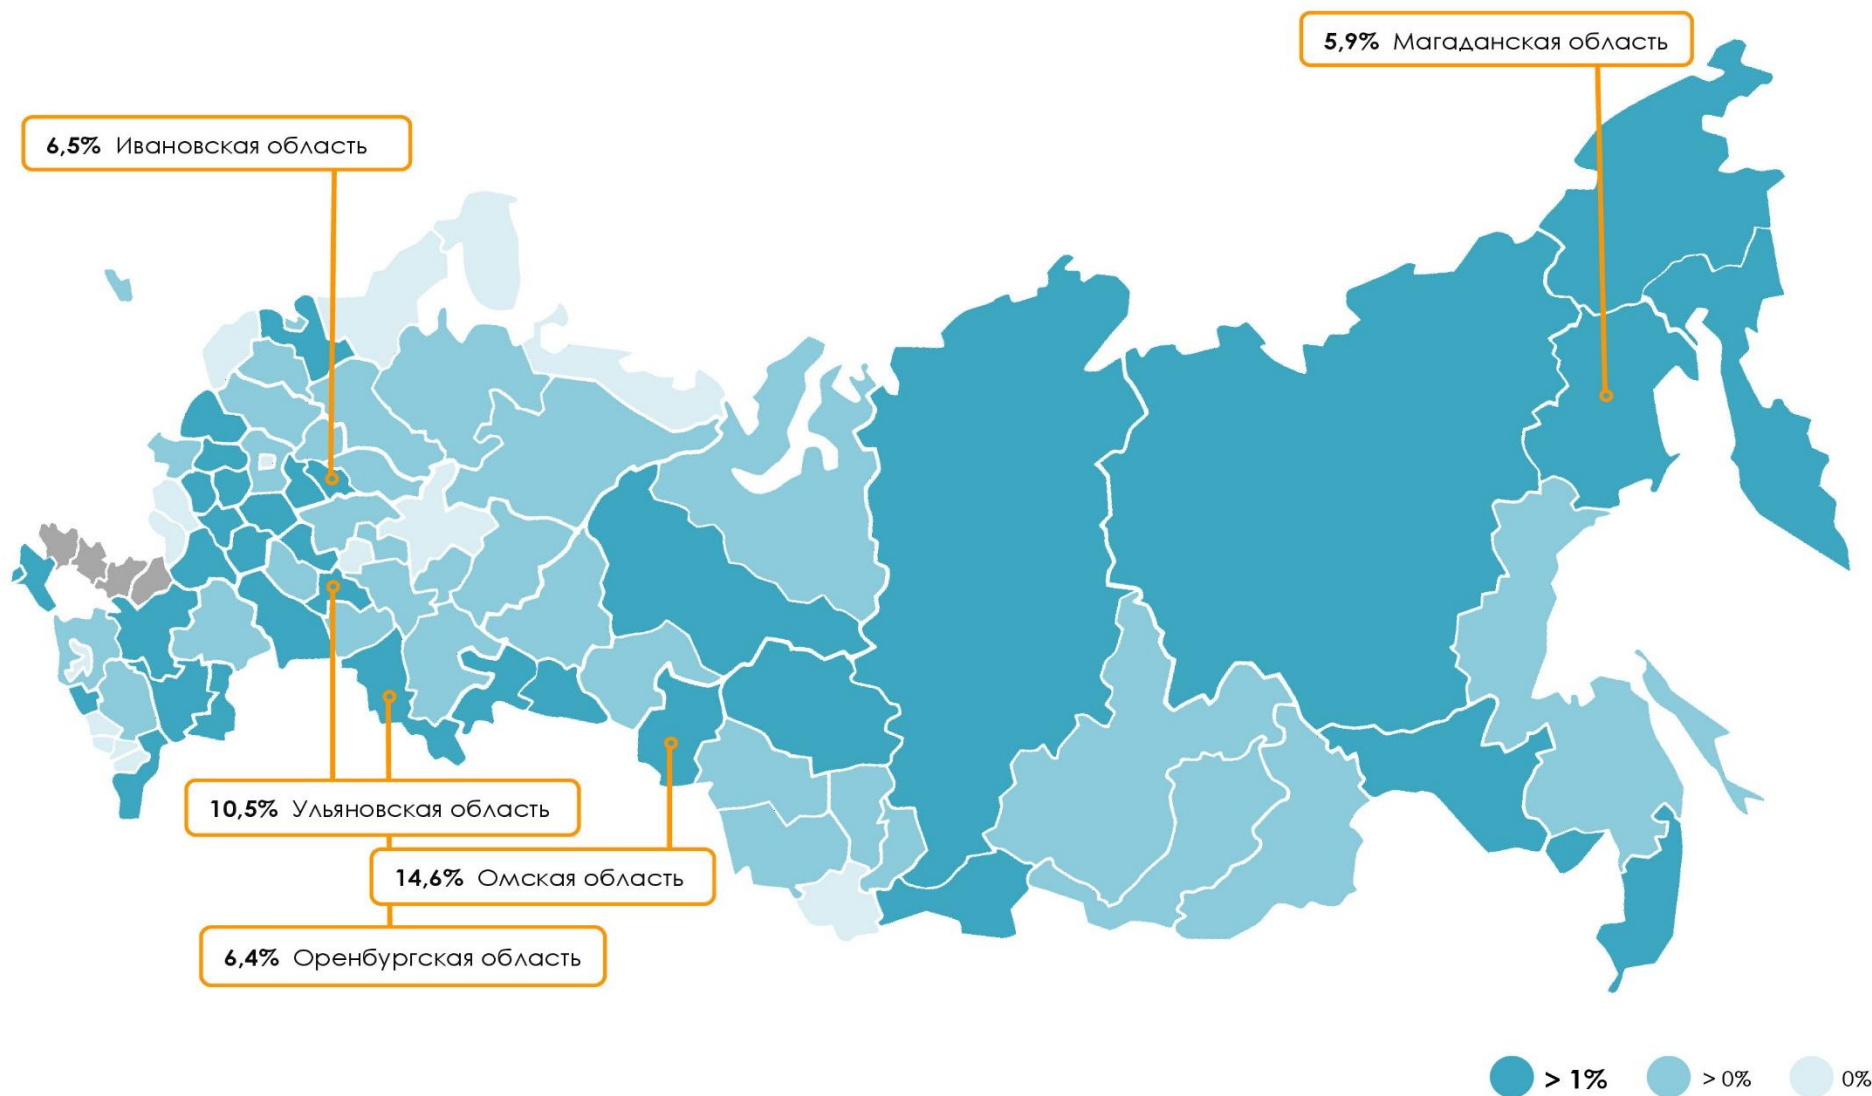 5,9% Магаданская область
6,5% Ивановская область
10,5% Ульяновская область
14,6% Омская область
6,4% Оренбургская область
> 1% > 0% 0%